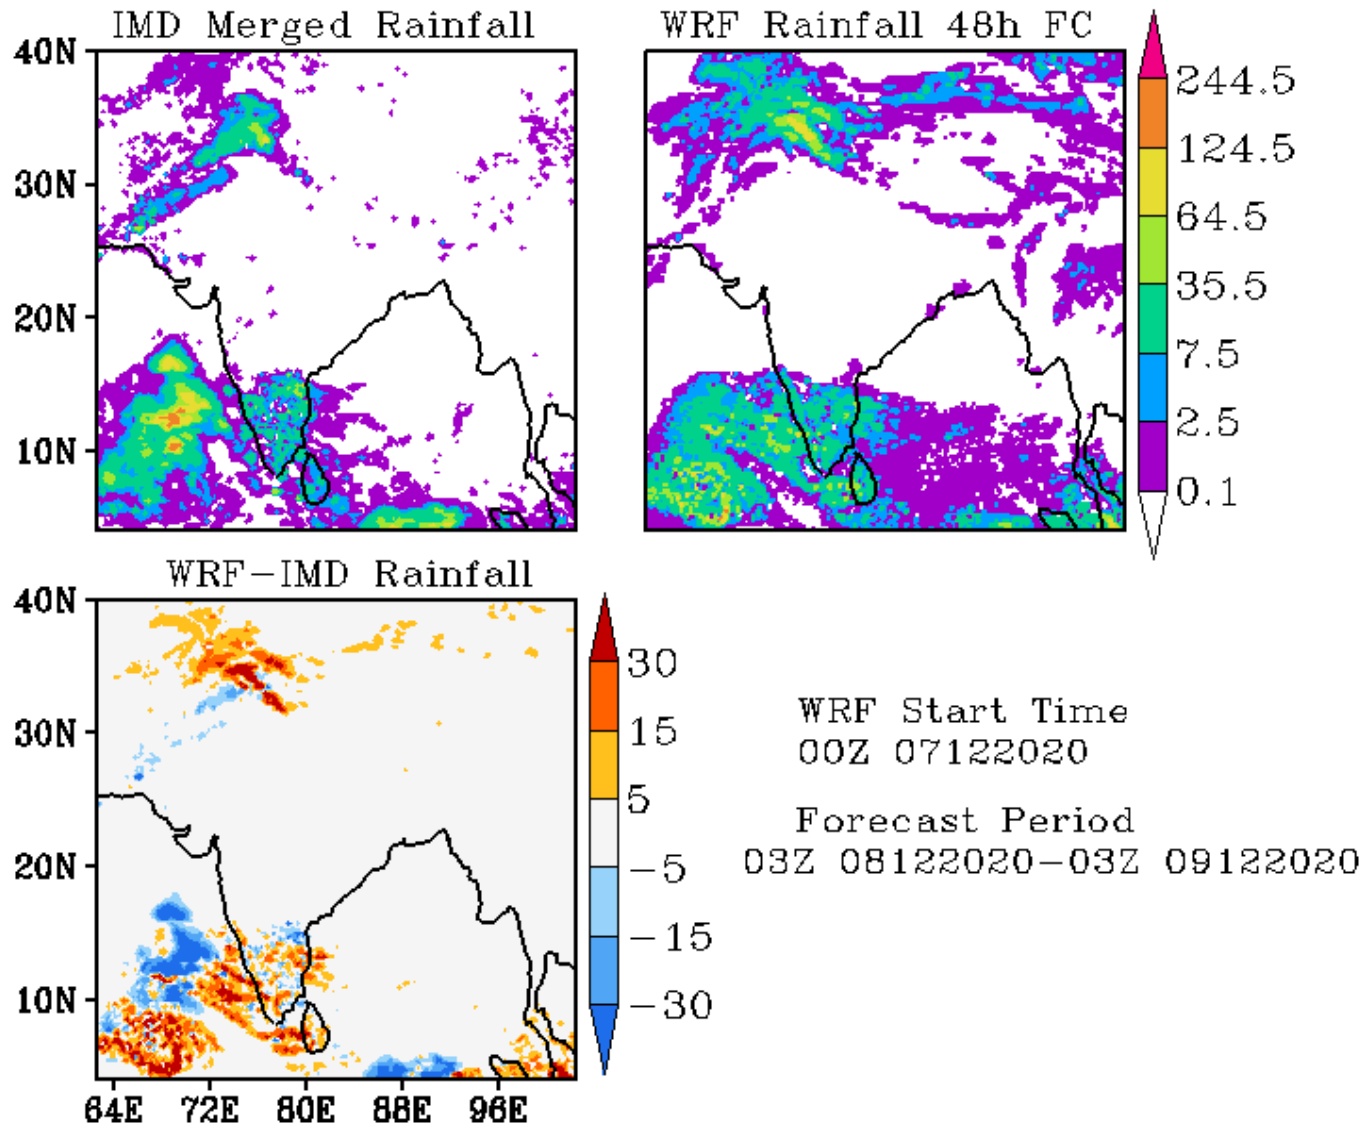 IMD Merged Rainfall
WRF Rainfall 48h FC
40N
30N
20N
10N
244.5
124.5
64.5
35.5
7.5
2.5
0.1
WRF-IMD Rainfall
40N
30N
20N
10N
64E 72E 80E 88E 96E
30
15
5
-5
-15
-30
WRF Start Time
00Z 07122020
Forecast Period
03Z 08122020-03Z 09122020